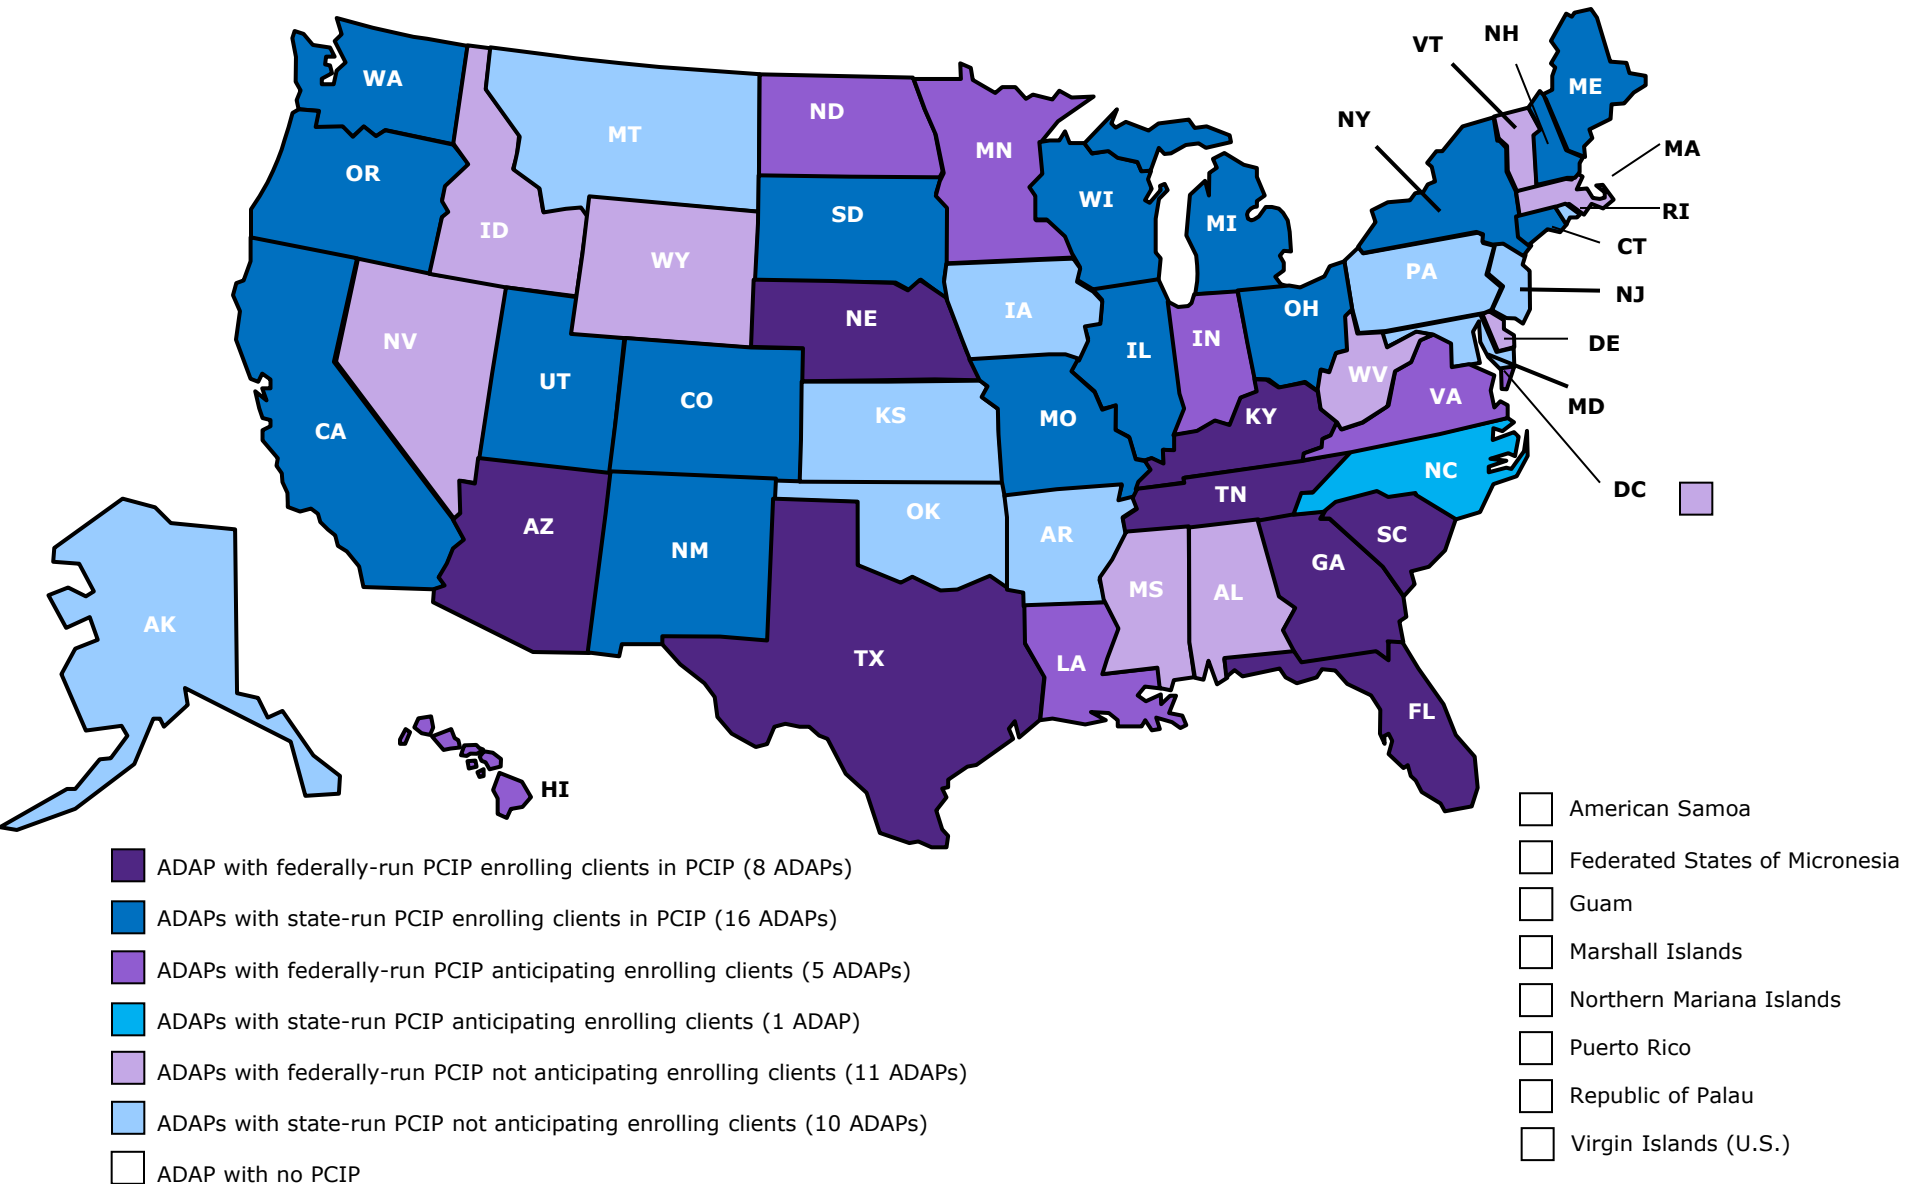 NH
VT
WA
ME
ND
NY
MT
MN
MA
OR
WI
SD
RI
MI
ID
CT
WY
PA
NJ
OH
IA
NE
IN
NV
DE
IL
WV
UT
VA
CO
MD
KS
KY
MO
CA
NC
DC
TN
OK
AZ
AR
SC
NM
GA
MS
AL
AK
TX
LA
FL
HI
American Samoa
Federated States of Micronesia
Guam
Marshall Islands
Northern Mariana Islands
Puerto Rico
Republic of Palau
Virgin Islands (U.S.)
ADAP with federally-run PCIP enrolling clients in PCIP (8 ADAPs)
ADAPs with state-run PCIP enrolling clients in PCIP (16 ADAPs)
ADAPs with federally-run PCIP anticipating enrolling clients (5 ADAPs)
ADAPs with state-run PCIP anticipating enrolling clients (1 ADAP)
ADAPs with federally-run PCIP not anticipating enrolling clients (11 ADAPs)
ADAPs with state-run PCIP not anticipating enrolling clients (10 ADAPs)
ADAP with no PCIP